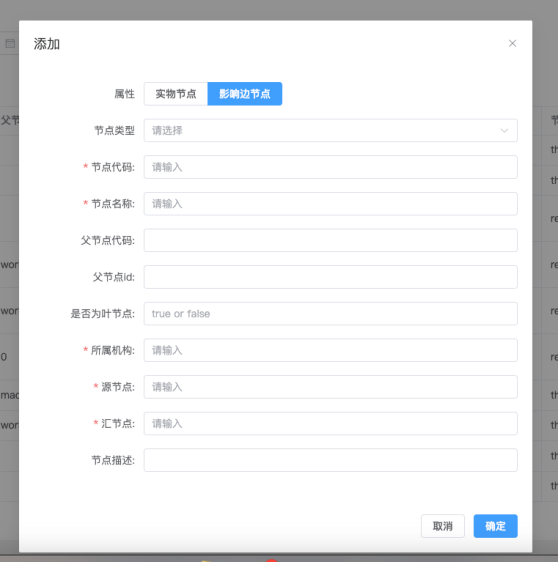 添加
属性 实物节点 影响边节点
节点类型 请选择
* 节点代码: 请输入
* 节点名称: 请输入
父节点代码:
父节点id:
是否为叶节点: true or false
* 所属机构: 请输入
* 源节点: 请输入
* 汇节点: 请输入
节点描述:
取消 确定